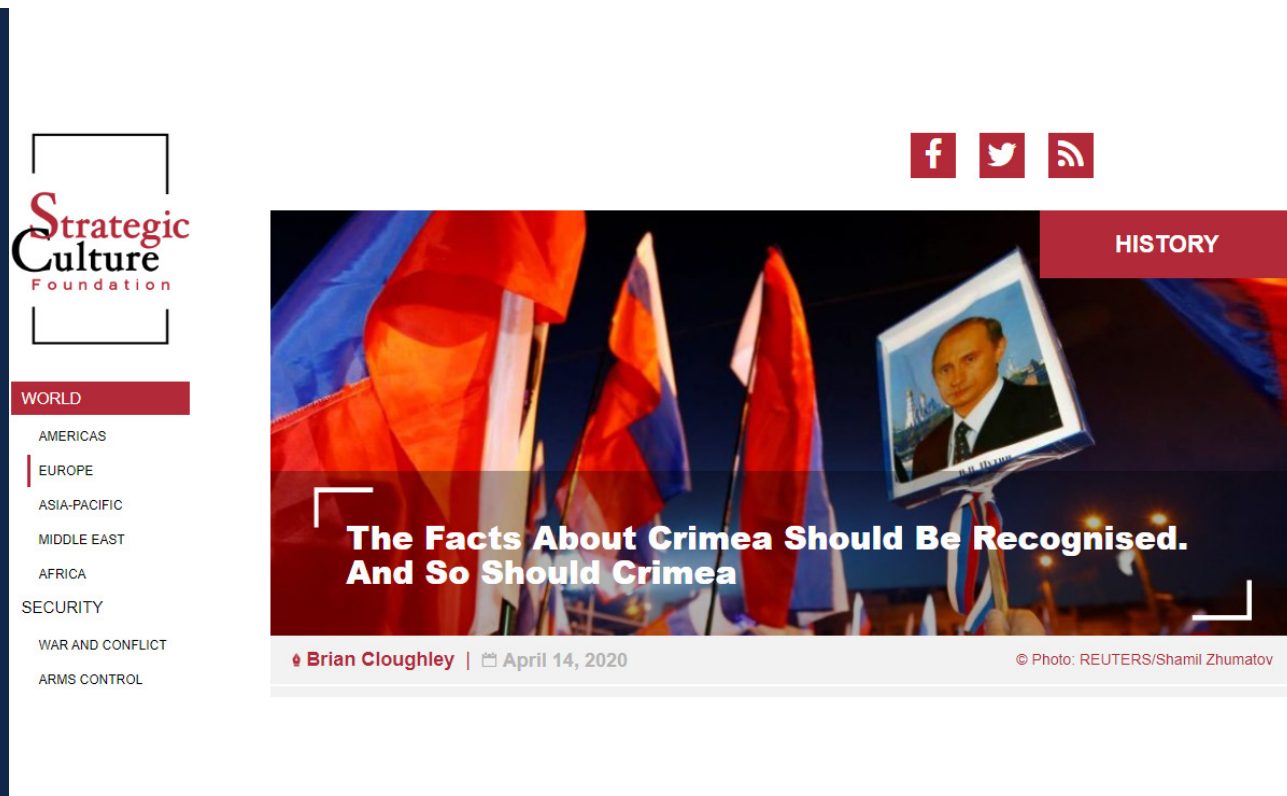 Strategic
Culture
Foundation
WORLD
AMERICAS
EUROPE
ASIA-PACIFIC
MIDDLE EAST
AFRICA
SECURITY
WAR AND CONFLICT
ARMS CONTROL
HISTORY
The Facts About Crimea Should Be Recognised.
And So Should Crimea
Brian Cloughley | April 14, 2020
© Photo: REUTERS/Shamil Zhumatov